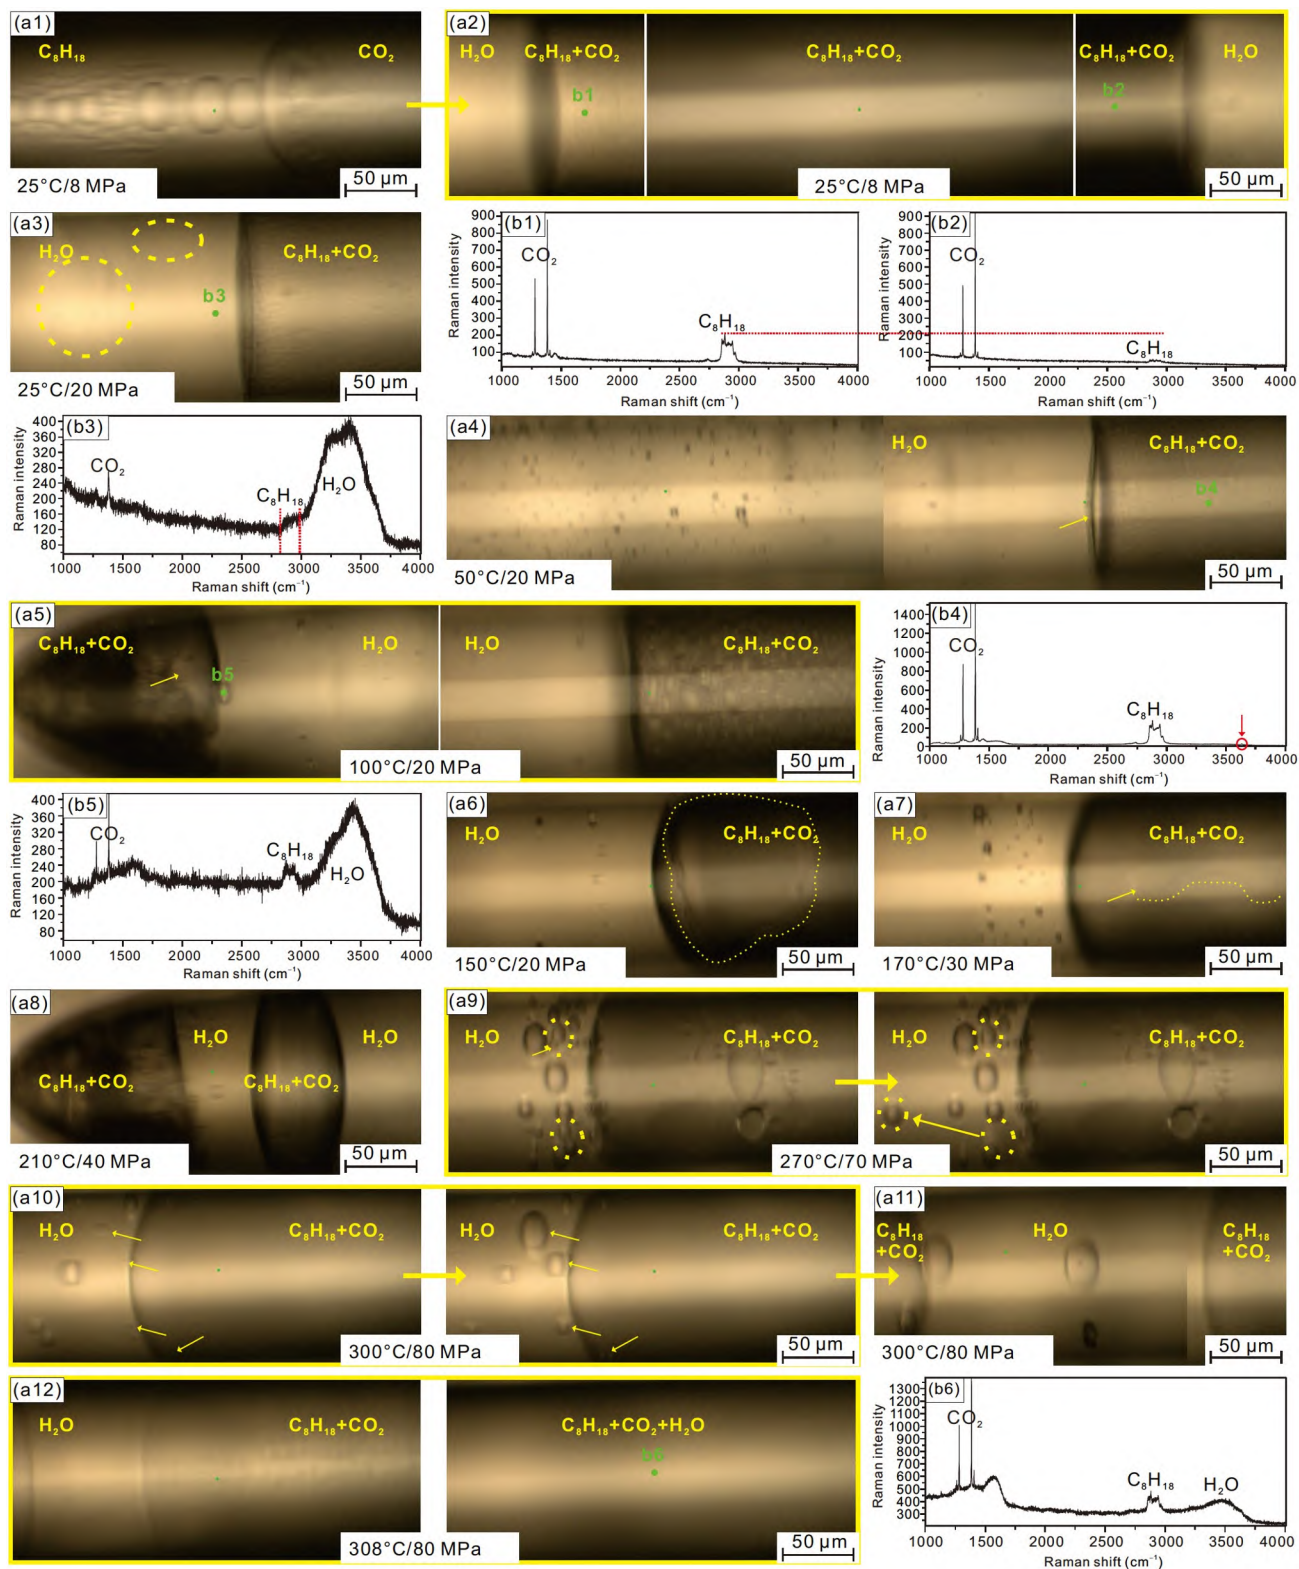 (a1)
C₈H₁₈ CO₂
25°C/8 MPa 50 μm
(a2)
H₂O C₈H₁₈+CO₂ C₈H₁₈+CO₂ C₈H₁₈+CO₂ H₂O
b1 b2
25°C/8 MPa 50 μm
(a3)
H₂O C₈H₁₈+CO₂
b3
25°C/20 MPa 50 μm
(b1)
Raman intensity
900
800
700
600
500
400
300
200
100
CO₂
C₈H₁₈
1000 1500 2000 2500 3000 3500 4000
Raman shift (cm⁻¹)
(b2)
Raman intensity
900
800
700
600
500
400
300
200
100
CO₂
C₈H₁₈
1000 1500 2000 2500 3000 3500 4000
Raman shift (cm⁻¹)
(b3)
Raman intensity
400
360
320
280
240
200
160
120
80
CO₂
C₈H₁₈
H₂O
1000 1500 2000 2500 3000 3500 4000
Raman shift (cm⁻¹)
(a4)
H₂O C₈H₁₈+CO₂
b4
50°C/20 MPa 50 μm
(a5)
C₈H₁₈+CO₂ H₂O H₂O C₈H₁₈+CO₂
b5
100°C/20 MPa 50 μm
(b4)
Raman intensity
1400
1200
1000
800
600
400
200
0
CO₂
C₈H₁₈
1000 1500 2000 2500 3000 3500 4000
Raman shift (cm⁻¹)
(b5)
Raman intensity
400
360
320
280
240
200
160
120
80
CO₂
C₈H₁₈
H₂O
1000 1500 2000 2500 3000 3500 4000
Raman shift (cm⁻¹)
(a6)
H₂O C₈H₁₈+CO₂
150°C/20 MPa 50 μm
(a7)
H₂O C₈H₁₈+CO₂
170°C/30 MPa 50 μm
(a8)
H₂O H₂O
C₈H₁₈+CO₂ C₈H₁₈+CO₂
210°C/40 MPa 50 μm
(a9)
H₂O C₈H₁₈+CO₂ H₂O C₈H₁₈+CO₂
270°C/70 MPa 50 μm
(a10)
H₂O C₈H₁₈+CO₂ H₂O C₈H₁₈+CO₂
300°C/80 MPa 50 μm
(a11)
C₈H₁₈ H₂O C₈H₁₈
+CO₂ +CO₂
300°C/80 MPa 50 μm
(a12)
H₂O C₈H₁₈+CO₂ C₈H₁₈+CO₂+H₂O
b6
308°C/80 MPa 50 μm
(b6)
Raman intensity
1300
1200
1100
1000
900
800
700
600
500
400
300
CO₂
C₈H₁₈
H₂O
1000 1500 2000 2500 3000 3500 4000
Raman shift (cm⁻¹)